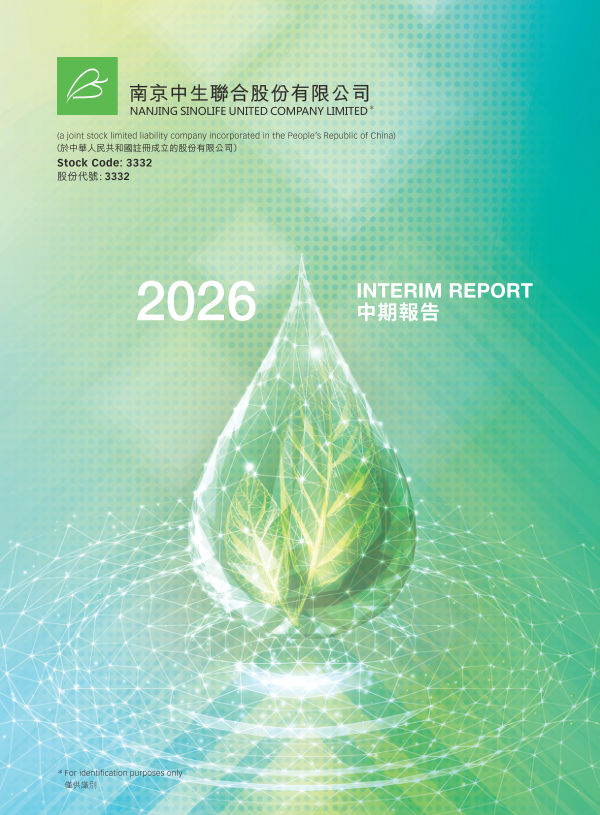 南京中生聯合股份有限公司
NANJING SINOLIFE UNITED COMPANY LIMITED*
(a joint stock limited liability company incorporated in the People's Republic of China)
(於中華人民共和國註冊成立的股份有限公司)
Stock Code: 3332
股份代號: 3332
2026
INTERIM REPORT
中期報告
* For identification purposes only
僅供識別